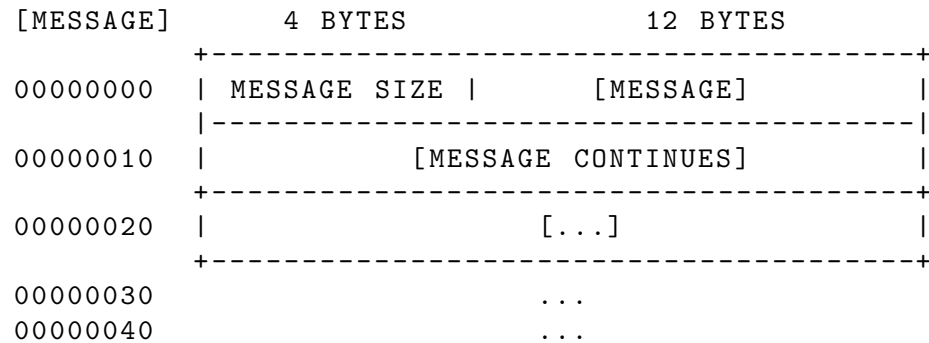 [MESSAGE] 4 BYTES 12 BYTES
+---------------------------------------+
00000000 | MESSAGE SIZE | [MESSAGE] |
|---------------------------------------|
00000010 | [MESSAGE CONTINUES] |
+---------------------------------------+
00000020 | [...] |
+---------------------------------------+
00000030 ...
00000040 ...